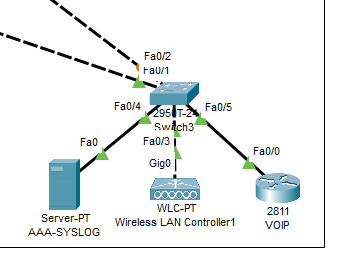 Fa0/2
Fa0/1
Fa0/4
Fa0/5
2950T-24
Switch3
Fa0
Fa0/3
Gig0
Fa0/0
Server-PT
AAA-SYSLOG
WLC-PT
Wireless LAN Controller1
2811
VOIP